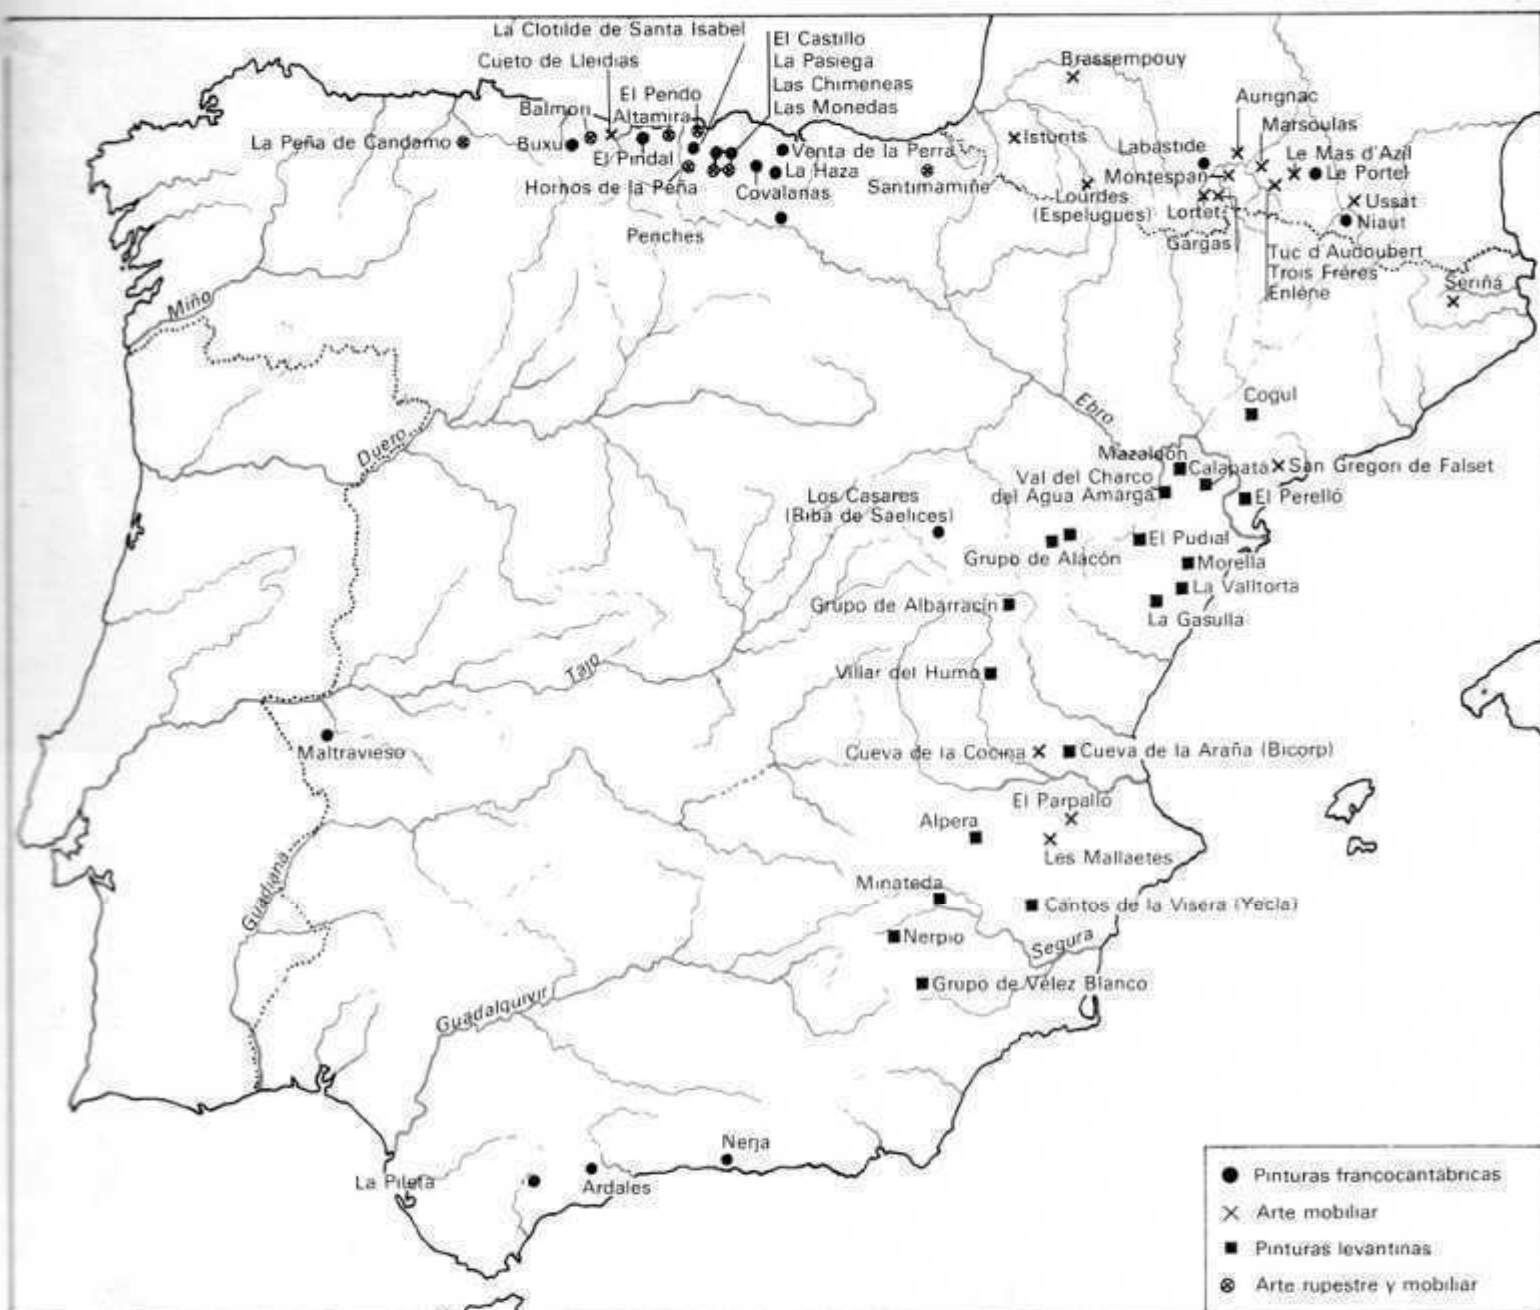 La Clotilde de Santa Isabel
El Castillo
La Pasiega
Las Chimeneas
Las Monedas
Cueto de Lleidias
El Pendo
Balmori
Altamira
La Peña de Candamo
Buxu
El Pindal
Hornos de la Peña
Venta de la Perra
La Haza
Covalanas
Santimamiñe
Penches
Brassempouy
Isturits
Lourdes
(Espelugues)
Aurignac
Marsoulas
Labastide
Le Mas d'Azil
Montespan
Le Portel
Lortet
Ussat
Gargas
Niaut
Tuc d'Audoubert
Trois Fréres
Enlène
Seriñá
Miño
Duero
Ebro
Cogul
Mazaleón
Calapatá
San Gregori de Falset
Val del Charco
del Agua Amarga
El Perelló
Los Casares
(Riba de Saelices)
Grupo de Alacón
El Pudial
Morella
La Valltorta
La Gasulla
Grupo de Albarracín
Tajo
Villar del Humo
Maltravieso
Cueva de la Cocina
Cueva de la Araña (Bicorp)
El Parpalló
Alpera
Les Mallaetes
Minateda
Cantos de la Visera (Yecla)
Guadiana
Nerpio
Segura
Grupo de Vélez Blanco
Guadalquivir
Nerja
La Pileta
Ardales
Pinturas francocantábricas
Arte mobiliar
Pinturas levantinas
Arte rupestre y mobiliar